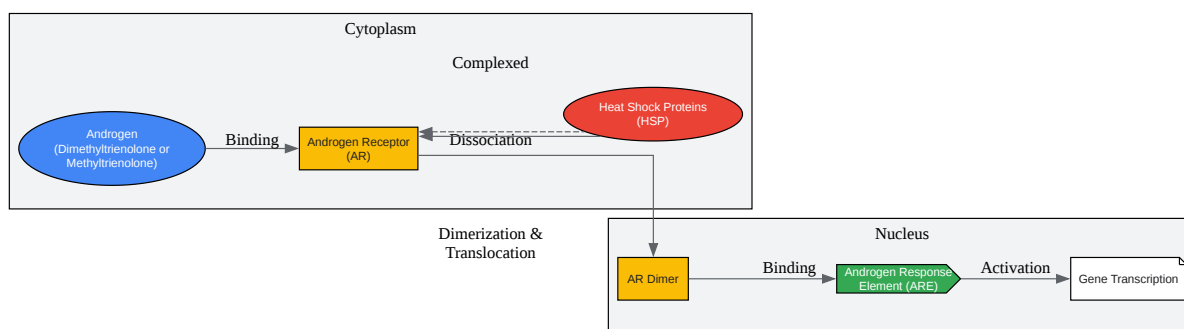 Cytoplasm
Complexed
Heat Shock Proteins
(HSP)
Androgen
(Dimethyltrienolone or
Methyltrienolone)
Binding
Androgen Receptor
(AR)
Dissociation
Dimerization &
Translocation
Nucleus
AR Dimer
Binding
Androgen Response
Element (ARE)
Activation
Gene Transcription